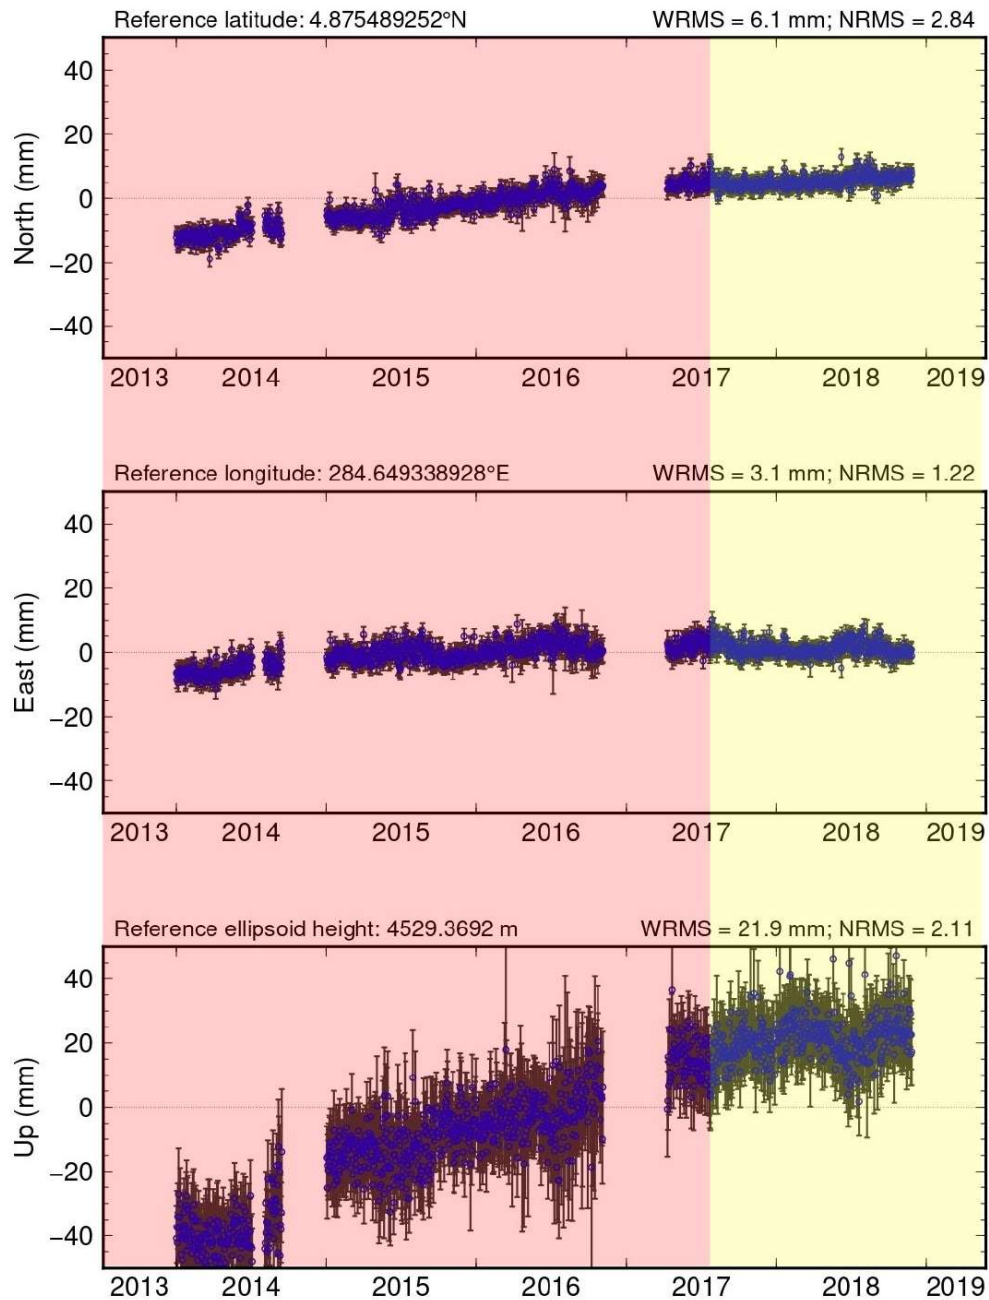 Reference latitude: 4.875489252°N WRMS = 6.1 mm; NRMS = 2.84
40
20
North (mm)
0
−20
−40
2013 2014 2015 2016 2017 2018 2019
Reference longitude: 284.649338928°E WRMS = 3.1 mm; NRMS = 1.22
40
20
East (mm)
0
−20
−40
2013 2014 2015 2016 2017 2018 2019
Reference ellipsoid height: 4529.3692 m WRMS = 21.9 mm; NRMS = 2.11
40
20
Up (mm)
0
−20
−40
2013 2014 2015 2016 2017 2018 2019